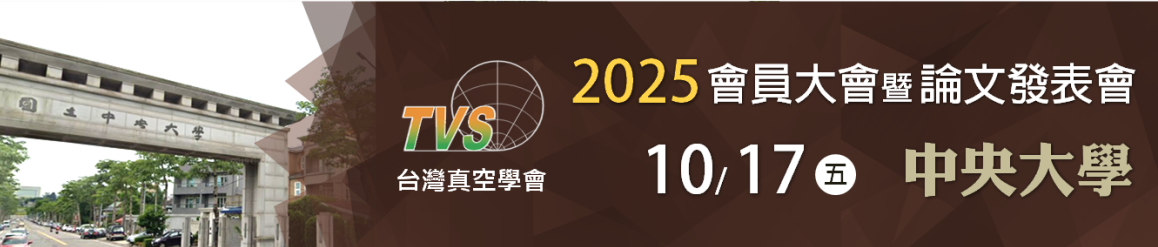 國立中央大學
TVS
台灣真空學會
2025會員大會暨論文發表會
10/17 五 中央大學